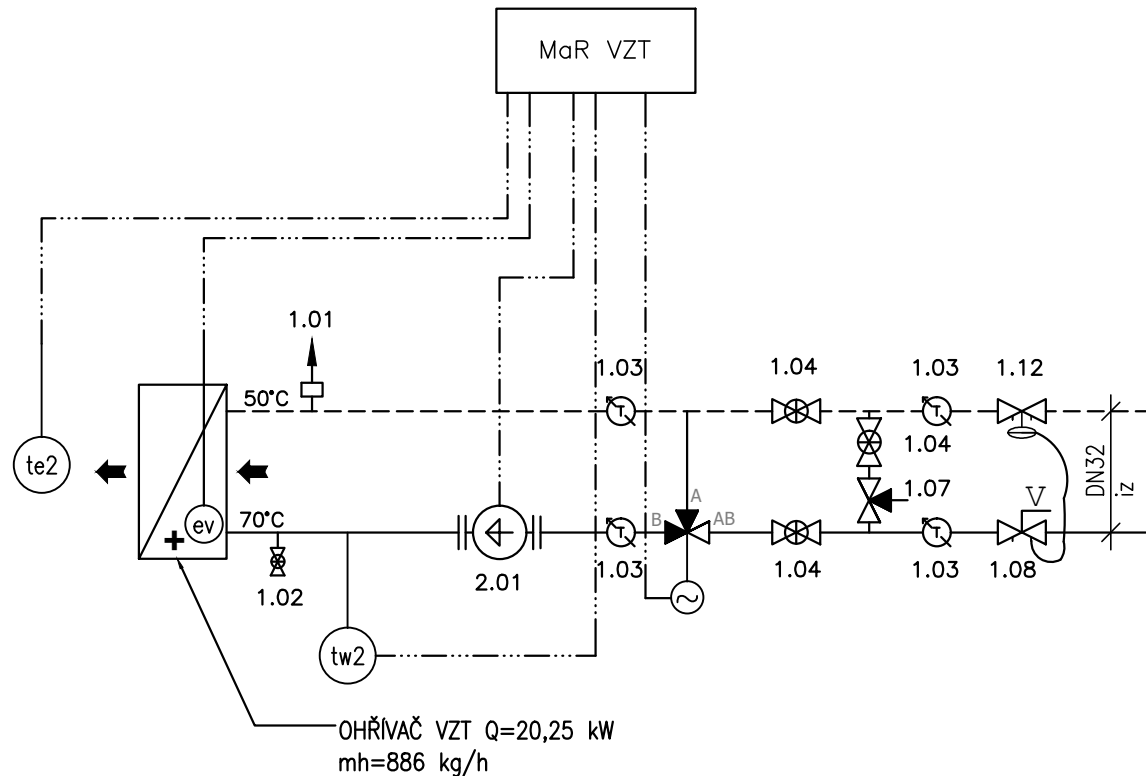 MaR VZT
1.01
1.03
1.04
1.03
1.12
50°C
te2
1.04
DN32
iz
1.07
A
V
70°C
ev
B
AB
+
1.02
2.01
1.03
1.04
1.03
1.08
~
tw2
T
T
T
T
OHŘÍVAČ VZT Q=20,25 kW
mh=886 kg/h